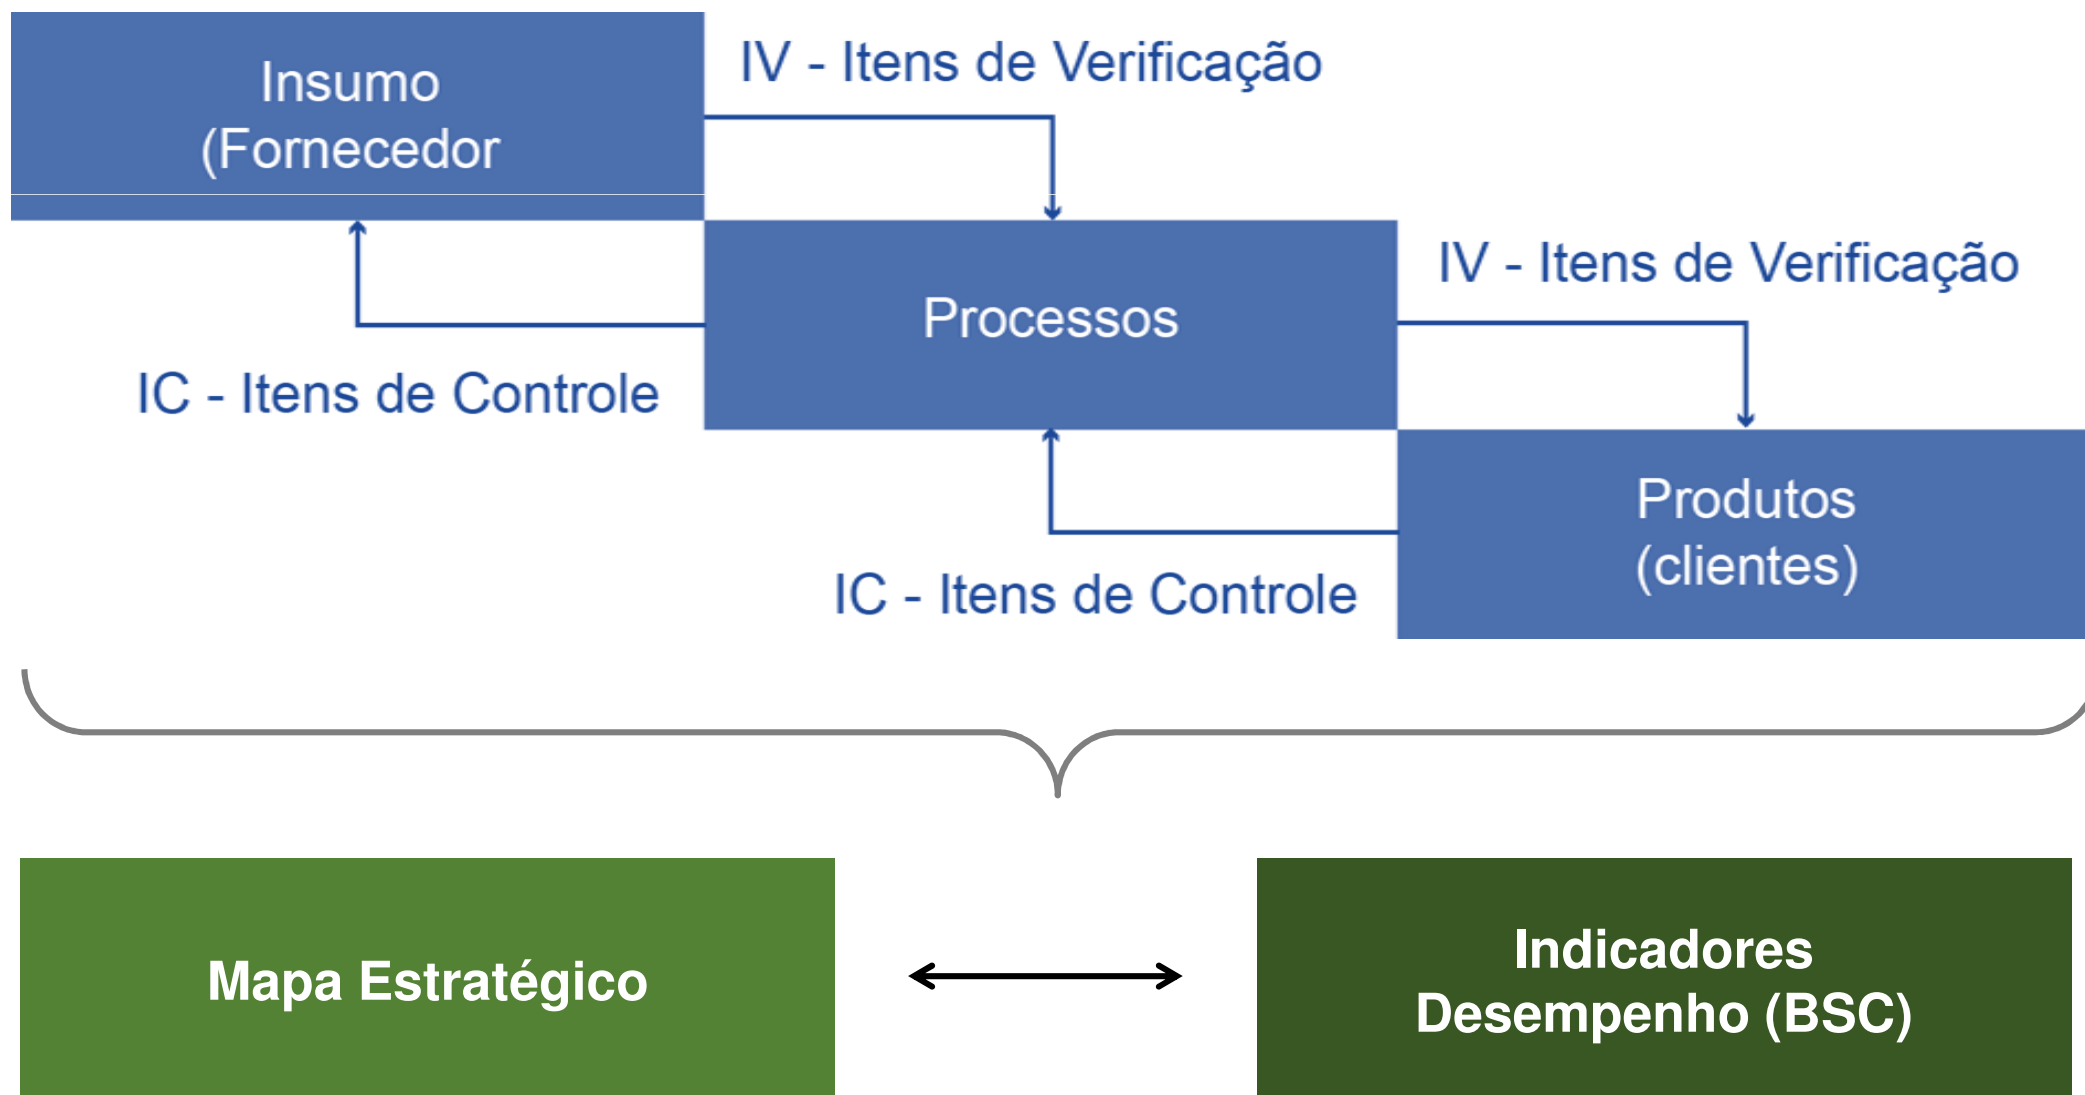 Insumo
(Fornecedor
IV - Itens de Verificação
Processos
IC - Itens de Controle
IV - Itens de Verificação
Produtos
(clientes)
IC - Itens de Controle
Mapa Estratégico
Indicadores
Desempenho (BSC)